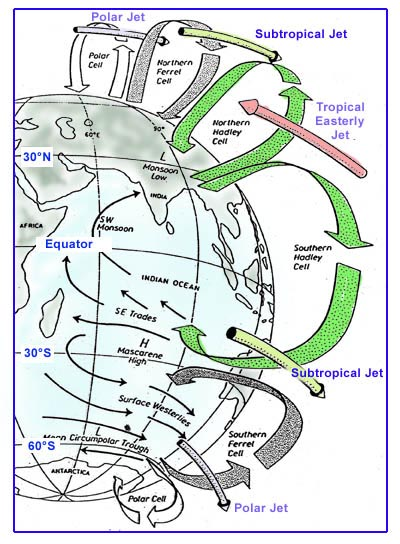 Polar Jet
Subtropical Jet
Polar
Cell
Northern
Ferrel
Cell
Tropical
Easterly
Jet
60°E
90°
Northern
Hadley
Cell
30°N
L
Monsoon
Low
INDIA
AFRICA
SW
Monsoon
Equator
Southern
Hadley
Cell
INDIAN OCEAN
SE Trades
H
Mascarene
High
30°S
Subtropical Jet
Surface Westerlies
L
Circumpolar Trough
60°S
Southern
Ferrel
Cell
ANTARCTICA
Polar Cell
Polar Jet